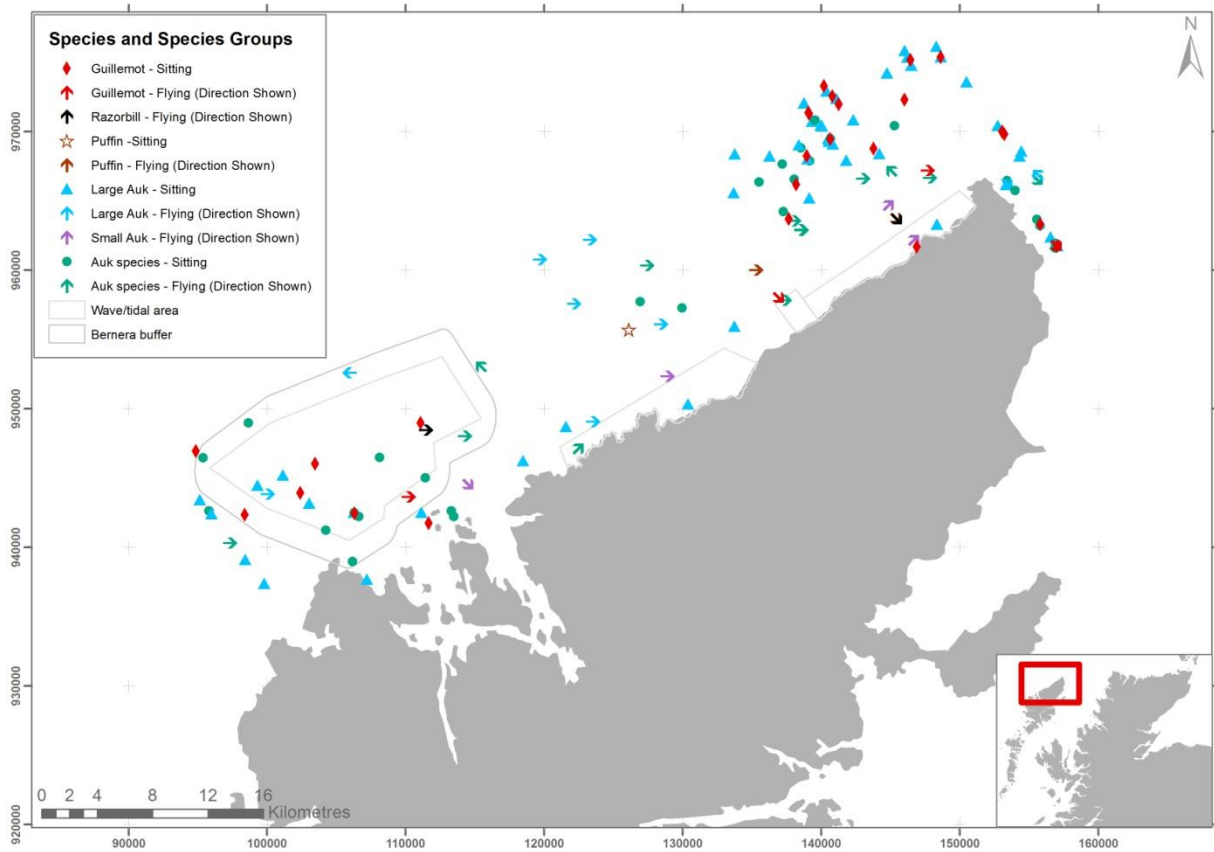 Species and Species Groups
Guillemot - Sitting
Guillemot - Flying (Direction Shown)
Razorbill - Flying (Direction Shown)
Puffin -Sitting
Puffin - Flying (Direction Shown)
Large Auk - Sitting
Large Auk - Flying (Direction Shown)
Small Auk - Flying (Direction Shown)
Auk species - Sitting
Auk species - Flying (Direction Shown)
Wave/tidal area
Bernera buffer
N
970000
960000
950000
940000
930000
920000
0 2 4 8 12 16
Kilometres
90000 100000 110000 120000 130000 140000 150000 160000